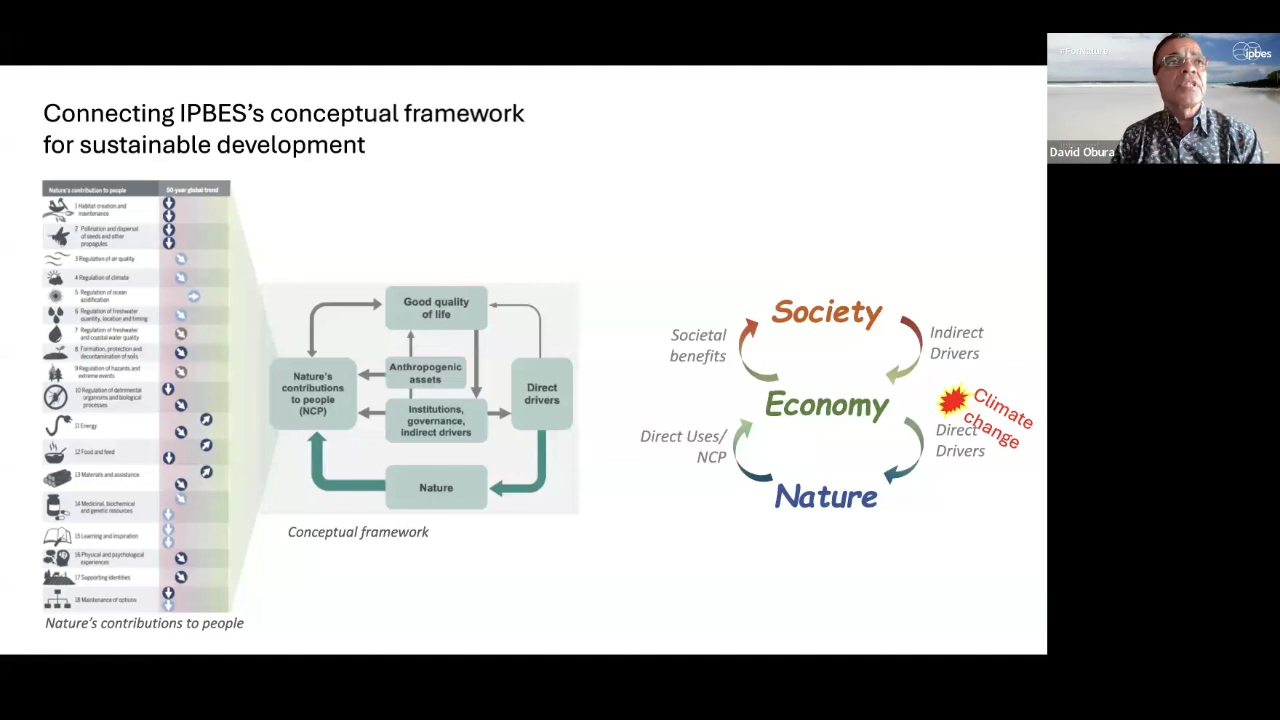 Connecting IPBES's conceptual framework
for sustainable development
Nature's contribution to people
50-year global trend
1 Habitat creation and
maintenance
2 Pollination and dispersal
of seeds and other
propagules
3 Regulation of air quality
4 Regulation of climate
5 Regulation of ocean
acidification
6 Regulation of freshwater
quantity, location and timing
7 Regulation of freshwater
and coastal water quality
8 Formation, protection and
decontamination of soils
9 Regulation of hazards and
extreme events
10 Regulation of detrimental
organisms and biological
processes
11 Energy
12 Food and feed
13 Materials and assistance
14 Medicinal, biochemical
and genetic resources
15 Learning and inspiration
16 Physical and psychological
experiences
17 Supporting identities
18 Maintenance of options
Nature's contributions to people
Good quality
of life
Nature's
contributions
to people
(NCP)
Anthropogenic
assets
Institutions,
governance,
indirect drivers
Direct
drivers
Nature
Conceptual framework
Society
Societal
benefits
Indirect
Drivers
Economy
Climate
change
Direct Uses/
NCP
Direct
Drivers
Nature
#ForNature
ipbes
David Obura